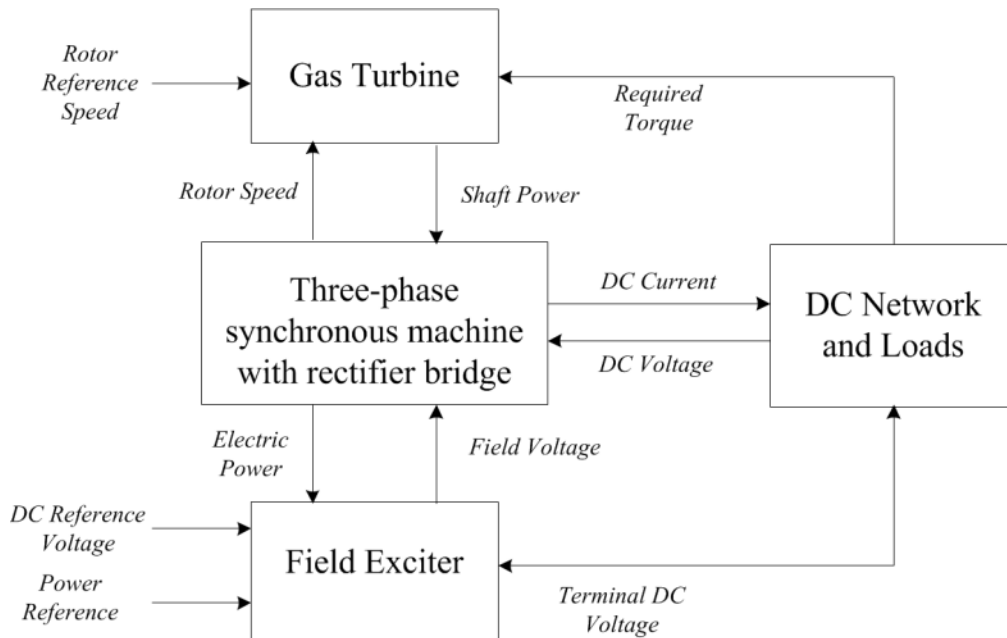 Rotor
Reference
Speed
Gas Turbine
Required
Torque
Rotor Speed
Shaft Power
Three-phase
synchronous machine
with rectifier bridge
DC Current
DC Voltage
DC Network
and Loads
Electric
Power
Field Voltage
DC Reference
Voltage
Power
Reference
Field Exciter
Terminal DC
Voltage